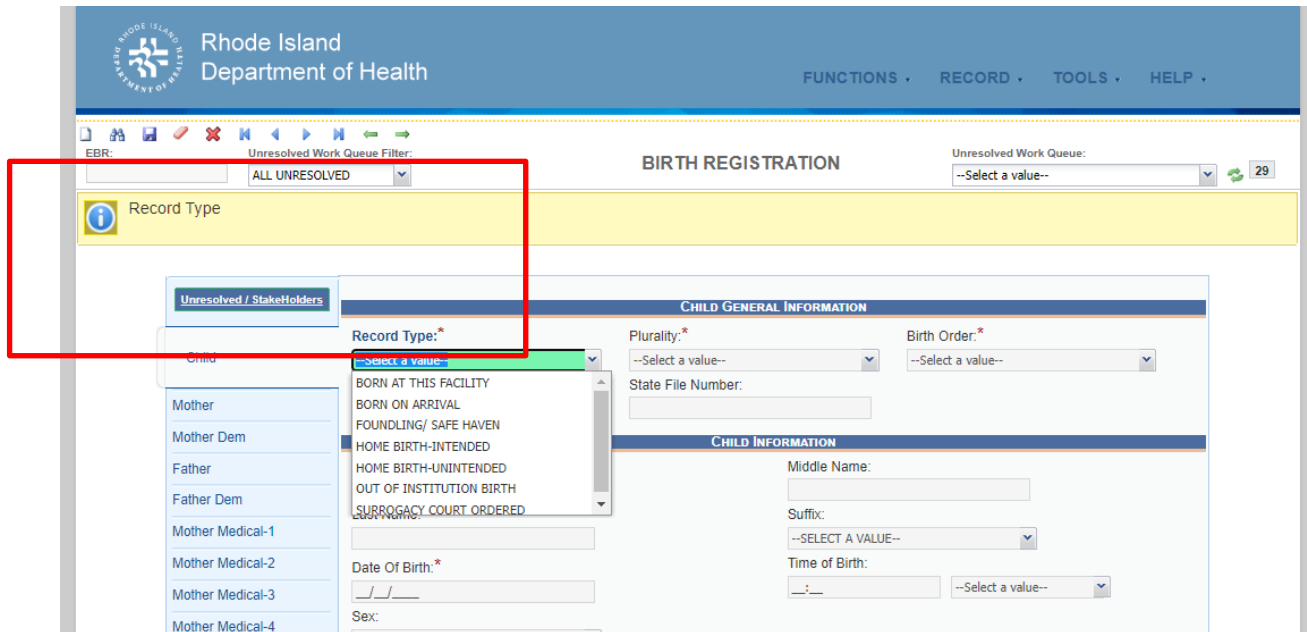 RHODE ISLAND
DEPARTMENT OF HEALTH
Rhode Island
Department of Health
FUNCTIONS RECORD TOOLS HELP
EBR: Unresolved Work Queue Filter: BIRTH REGISTRATION Unresolved Work Queue:
ALL UNRESOLVED --Select a value-- 29
Record Type
Unresolved / StakeHolders
CHILD GENERAL INFORMATION
Record Type:* Plurality:* Birth Order:*
Child --Select a value-- --Select a value-- --Select a value--
BORN AT THIS FACILITY State File Number:
Mother BORN ON ARRIVAL
FOUNDLING/ SAFE HAVEN
Mother Dem HOME BIRTH-INTENDED CHILD INFORMATION
Father HOME BIRTH-UNINTENDED Middle Name:
OUT OF INSTITUTION BIRTH
Father Dem
SURROGACY COURT ORDERED
Last Name: Suffix:
Mother Medical-1 --SELECT A VALUE--
Mother Medical-2 Date Of Birth:* Time of Birth:
Mother Medical-3 __/__/____ __:__ --Select a value--
Sex:
Mother Medical-4